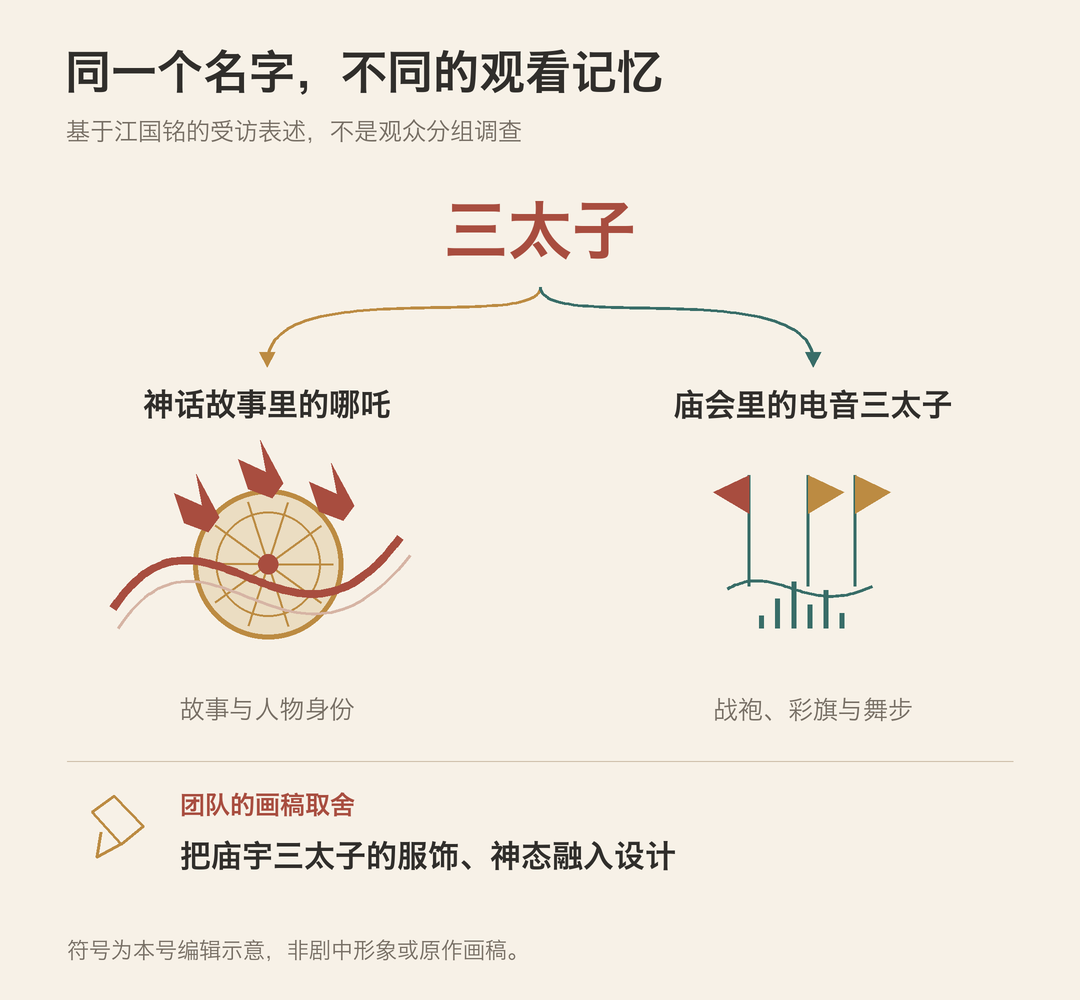 同一个名字，不同的观看记忆
基于江国铭的受访表述，不是观众分组调查
三太子
神话故事里的哪吒
庙会里的电音三太子
故事与人物身份
战袍、彩旗与舞步
团队的画稿取舍
把庙宇三太子的服饰、神态融入设计
符号为本号编辑示意，非剧中形象或原作画稿。